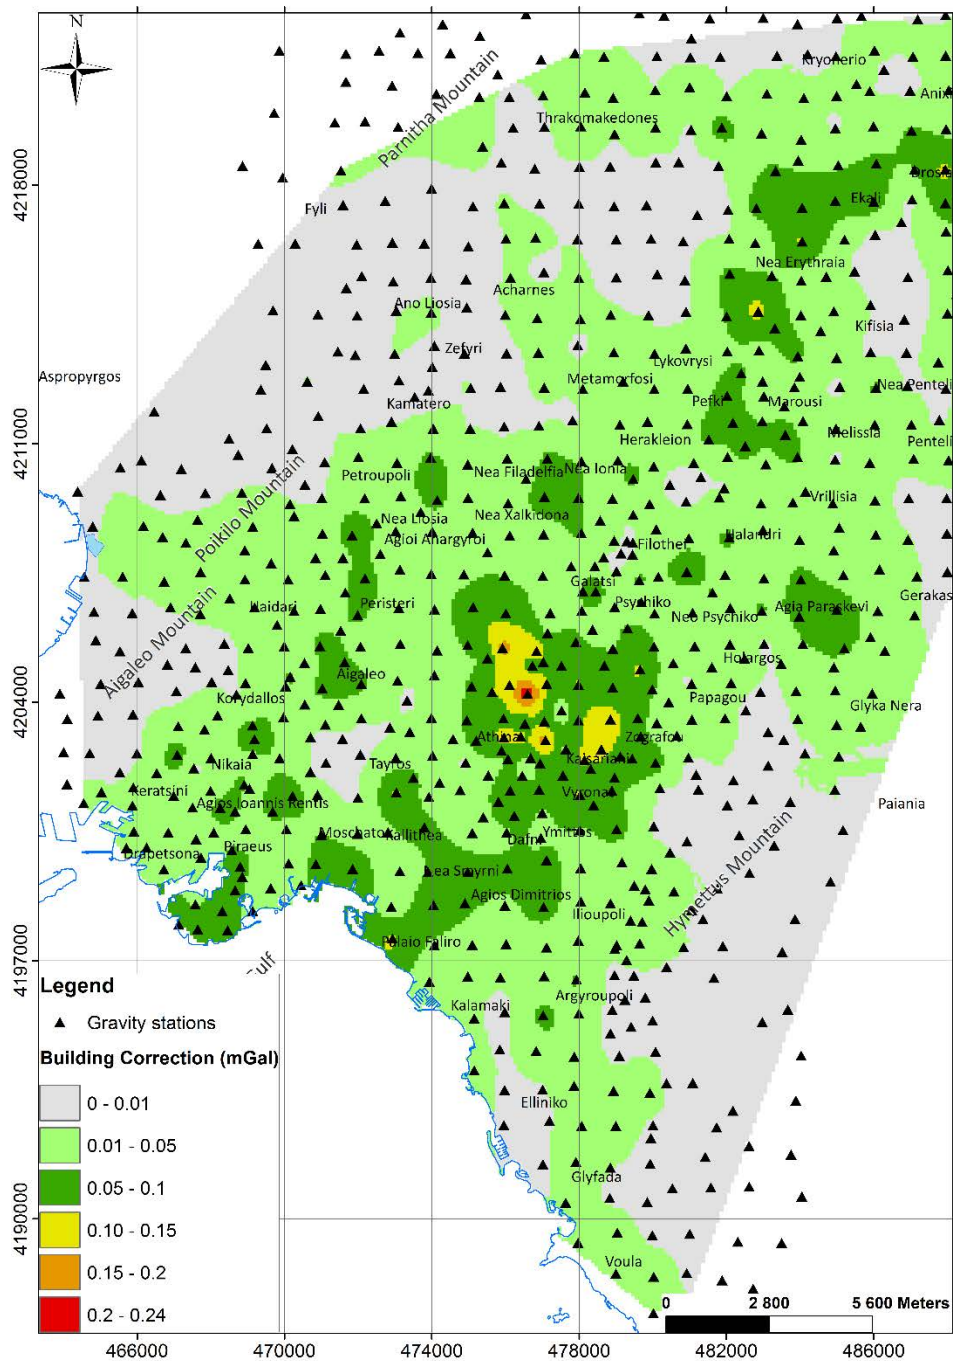 N
Kryonerio
Parnitha Mountain
Anixi
Thrakomakedones
4218000
Drosia
Ekali
Fyli
Nea Erythraia
Acharnes
Ano Liosia
Kifisia
Zefyri
Lykovrysi
Aspropyrgos
Metamorfosi
Nea Penteli
Kamatero
Pefki
Marousi
4211000
Herakleion
Melissia
Penteli
Petroupoli
Nea Filadelfia
Nea Ionia
Poikilo Mountain
Vrillisia
Nea Liosia
Nea Xalkidona
Agioi Anargyroi
Filothei
Halandri
Galatsi
Aigaleo Mountain
Haidari
Peristeri
Psychiko
Neo Psychiko
Agia Paraskevi
Gerakas
Holargos
Aigaleo
4204000
Korydallos
Papagou
Glyka Nera
Athina
Zografou
Nikaia
Tavros
Kaisariani
Keratsini
Agios Ioannis Rentis
Vyrona
Paiania
Moschato
Kallithea
Dafni
Ymittos
Hymettus Mountain
Drapetsona
Piraeus
Nea Smyrni
Agios Dimitrios
Ilioupoli
Palaio Faliro
4197000
Gulf
Legend
Kalamaki
Argyroupoli
Gravity stations
Building Correction (mGal)
0 - 0.01
Elliniko
0.01 - 0.05
Glyfada
0.05 - 0.1
4190000
0.10 - 0.15
Voula
0.15 - 0.2
0 2 800 5 600 Meters
0.2 - 0.24
466000 470000 474000 478000 482000 486000